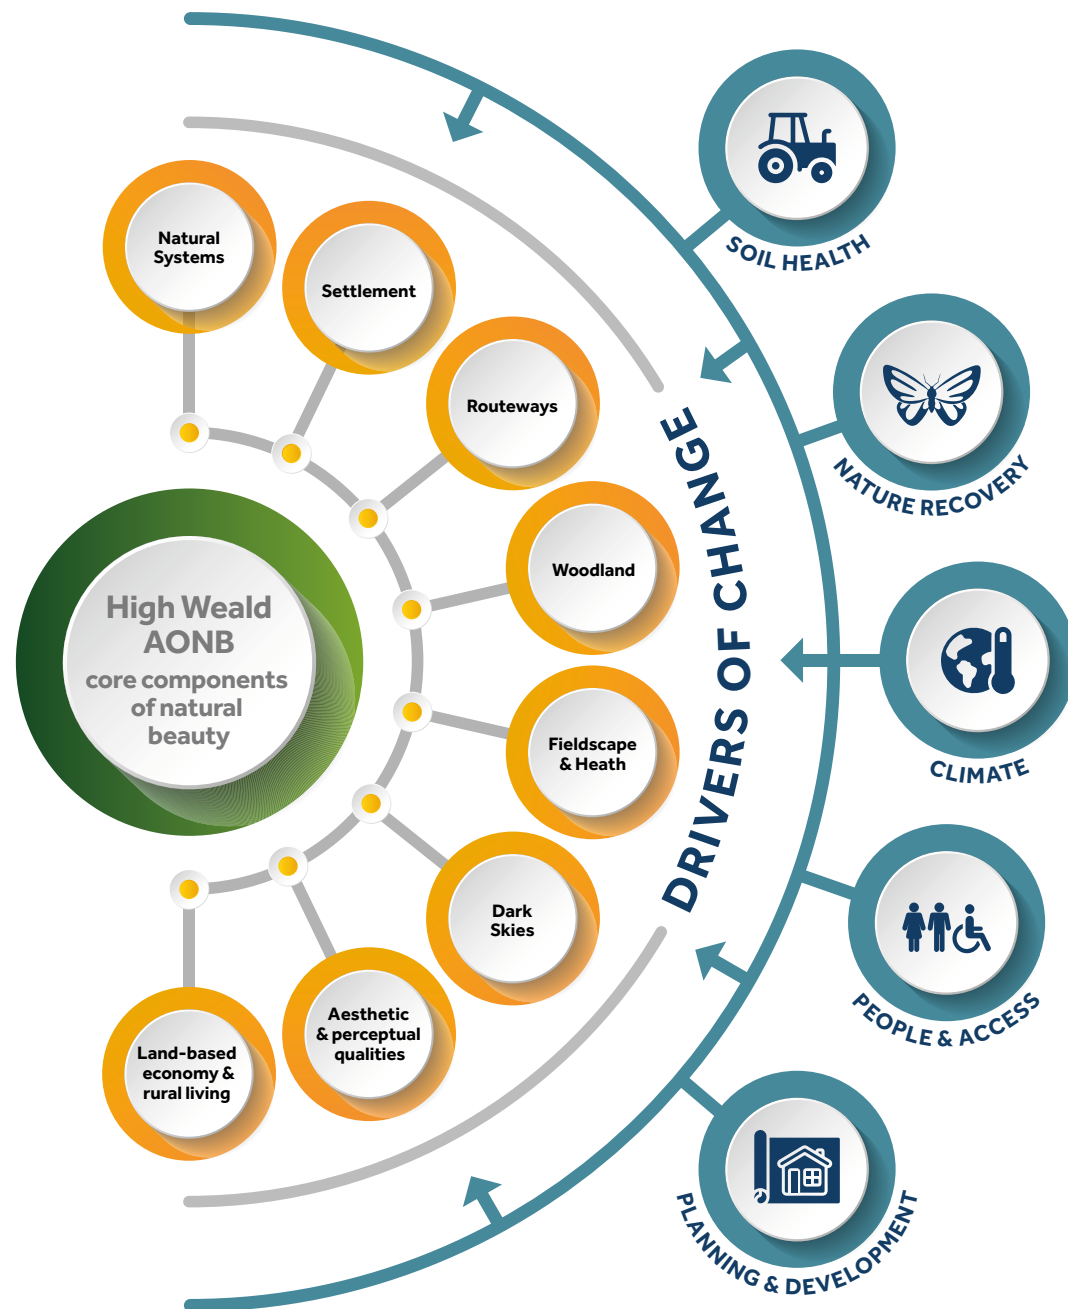 High Weald
AONB
core components
of natural
beauty
Natural
Systems
Settlement
Routeways
Woodland
Fieldscape
& Heath
Dark
Skies
Aesthetic
& perceptual
qualities
Land-based
economy &
rural living
DRIVERS OF CHANGE
SOIL HEALTH
NATURE RECOVERY
CLIMATE
PEOPLE & ACCESS
PLANNING & DEVELOPMENT